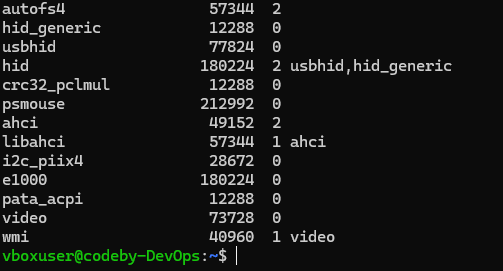 autofs4 57344 2
hid_generic 12288 0
usbhid 77824 0
hid 180224 2 usbhid,hid_generic
crc32_pclmul 12288 0
psmouse 212992 0
ahci 49152 2
libahci 57344 1 ahci
i2c_piix4 28672 0
e1000 180224 0
pata_acpi 12288 0
video 73728 0
wmi 40960 1 video
vboxuser@codeby-DevOps:~$